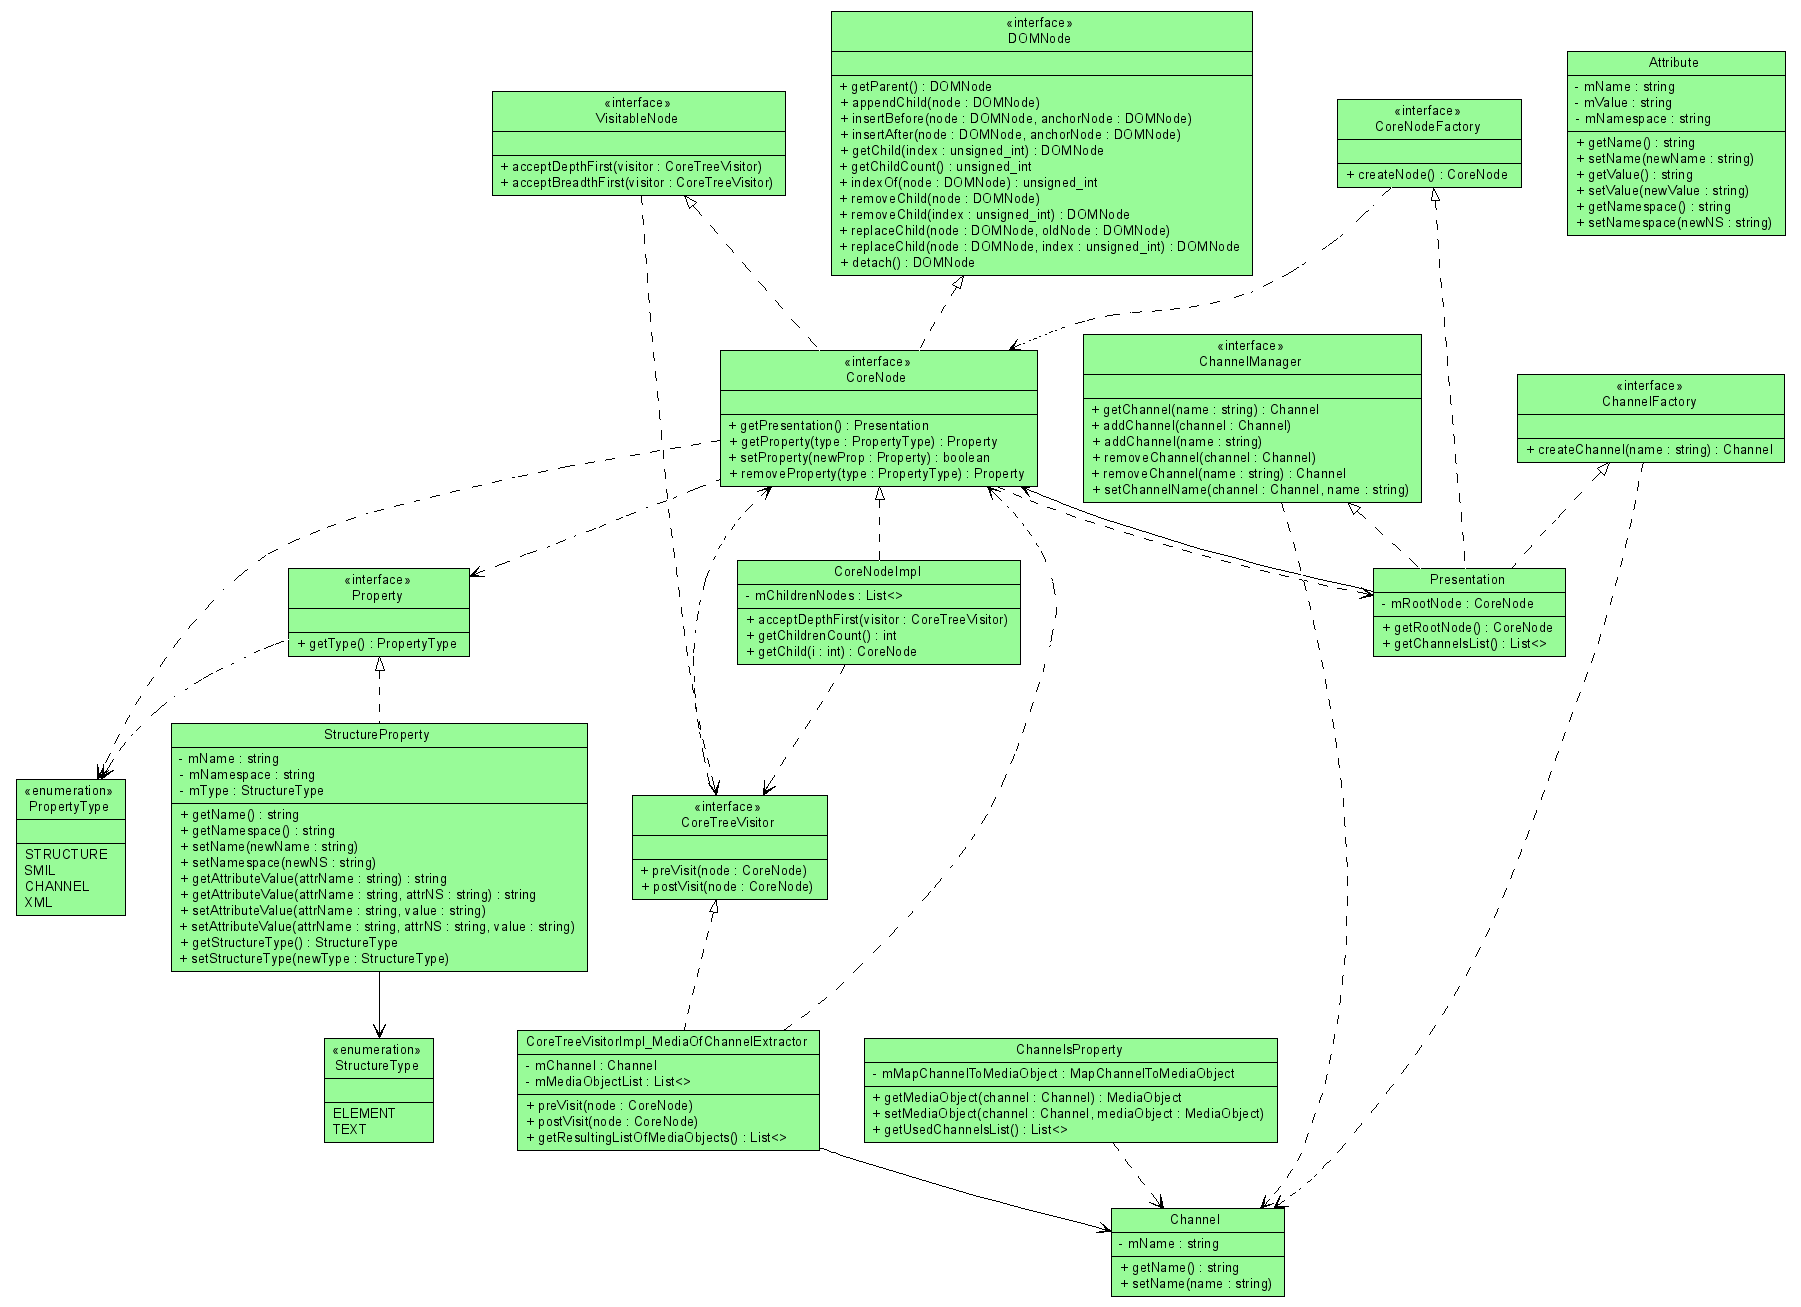 «interface»
DOMNode
+ getParent() : DOMNode
+ appendChild(node : DOMNode)
+ insertBefore(node : DOMNode, anchorNode : DOMNode)
+ insertAfter(node : DOMNode, anchorNode : DOMNode)
+ getChild(index : unsigned_int) : DOMNode
+ getChildCount() : unsigned_int
+ indexOf(node : DOMNode) : unsigned_int
+ removeChild(node : DOMNode)
+ removeChild(index : unsigned_int) : DOMNode
+ replaceChild(node : DOMNode, oldNode : DOMNode)
+ replaceChild(node : DOMNode, index : unsigned_int) : DOMNode
+ detach() : DOMNode
Attribute
- mName : string
- mValue : string
- mNamespace : string
+ getName() : string
+ setName(newName : string)
+ getValue() : string
+ setValue(newValue : string)
+ getNamespace() : string
+ setNamespace(newNS : string)
«interface»
VisitableNode
+ acceptDepthFirst(visitor : CoreTreeVisitor)
+ acceptBreadthFirst(visitor : CoreTreeVisitor)
«interface»
CoreNodeFactory
+ createNode() : CoreNode
«interface»
CoreNode
+ getPresentation() : Presentation
+ getProperty(type : PropertyType) : Property
+ setProperty(newProp : Property) : boolean
+ removeProperty(type : PropertyType) : Property
«interface»
ChannelManager
+ getChannel(name : string) : Channel
+ addChannel(channel : Channel)
+ addChannel(name : string)
+ removeChannel(channel : Channel)
+ removeChannel(name : string) : Channel
+ setChannelName(channel : Channel, name : string)
«interface»
ChannelFactory
+ createChannel(name : string) : Channel
«interface»
Property
+ getType() : PropertyType
CoreNodeImpl
- mChildrenNodes : List<>
+ acceptDepthFirst(visitor : CoreTreeVisitor)
+ getChildrenCount() : int
+ getChild(i : int) : CoreNode
Presentation
- mRootNode : CoreNode
+ getRootNode() : CoreNode
+ getChannelsList() : List<>
StructureProperty
- mName : string
- mNamespace : string
- mType : StructureType
+ getName() : string
+ getNamespace() : string
+ setName(newName : string)
+ setNamespace(newNS : string)
+ getAttributeValue(attrName : string) : string
+ getAttributeValue(attrName : string, attrNS : string) : string
+ setAttributeValue(attrName : string, value : string)
+ setAttributeValue(attrName : string, attrNS : string, value : string)
+ getStructureType() : StructureType
+ setStructureType(newType : StructureType)
«enumeration»
PropertyType
STRUCTURE
SMIL
CHANNEL
XML
«interface»
CoreTreeVisitor
+ preVisit(node : CoreNode)
+ postVisit(node : CoreNode)
«enumeration»
StructureType
ELEMENT
TEXT
CoreTreeVisitorImpl_MediaOfChannelExtractor
- mChannel : Channel
- mMediaObjectList : List<>
+ preVisit(node : CoreNode)
+ postVisit(node : CoreNode)
+ getResultingListOfMediaObjects() : List<>
ChannelsProperty
- mMapChannelToMediaObject : MapChannelToMediaObject
+ getMediaObject(channel : Channel) : MediaObject
+ setMediaObject(channel : Channel, mediaObject : MediaObject)
+ getUsedChannelsList() : List<>
Channel
- mName : string
+ getName() : string
+ setName(name : string)